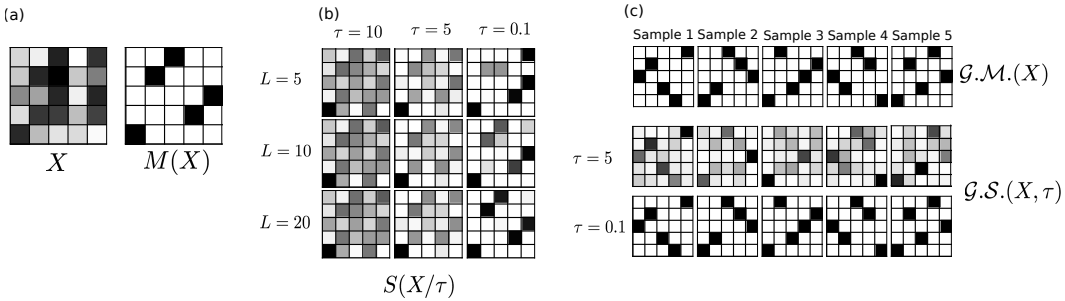 (a)
X
M(X)
(b)
τ = 10
τ = 5
τ = 0.1
L = 5
L = 10
L = 20
S(X/τ)
(c)
Sample 1
Sample 2
Sample 3
Sample 4
Sample 5
𝒢.ℳ.(X)
τ = 5
𝒢.𝒮.(X, τ)
τ = 0.1